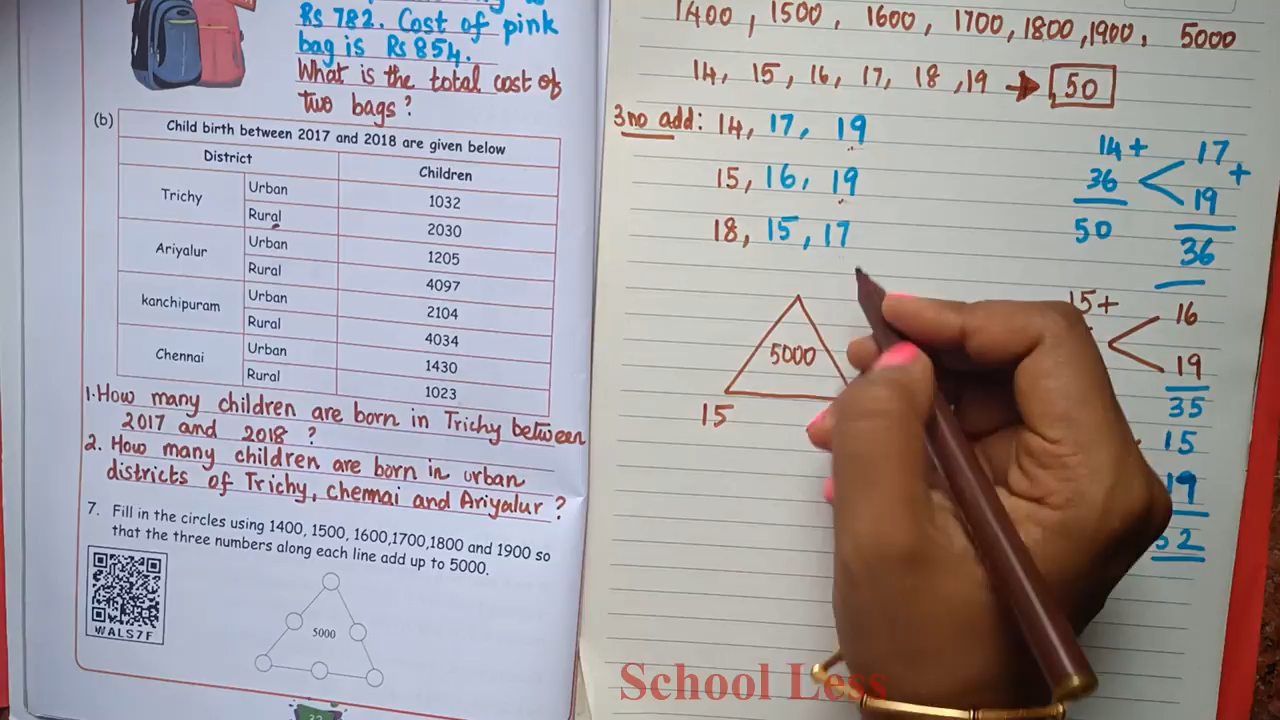 Rs 782. Cost of pink
bag is Rs 854.
What is the total cost of
two bags?
(b)
Child birth between 2017 and 2018 are given below
District Children
Trichy Urban 1032
Rural 2030
Ariyalur Urban 1205
Rural 4097
kanchipuram Urban 2104
Rural 4034
Chennai Urban 1430
Rural 1023
1. How many children are born in Trichy between
2017 and 2018 ?
2. How many children are born in urban
districts of Trichy, chennai and Ariyalur ?
7. Fill in the circles using 1400, 1500, 1600,1700,1800 and 1900 so
that the three numbers along each line add up to 5000.
WALS7F
5000
1400, 1500, 1600, 1700, 1800, 1900, 5000
14, 15, 16, 17, 18, 19 → 50
3 no add: 14, 17, 19
15, 16, 19
18, 15, 17
14+
36
50
17
+
19
36
15+
16
19
35
15
19
5000
15
School Less